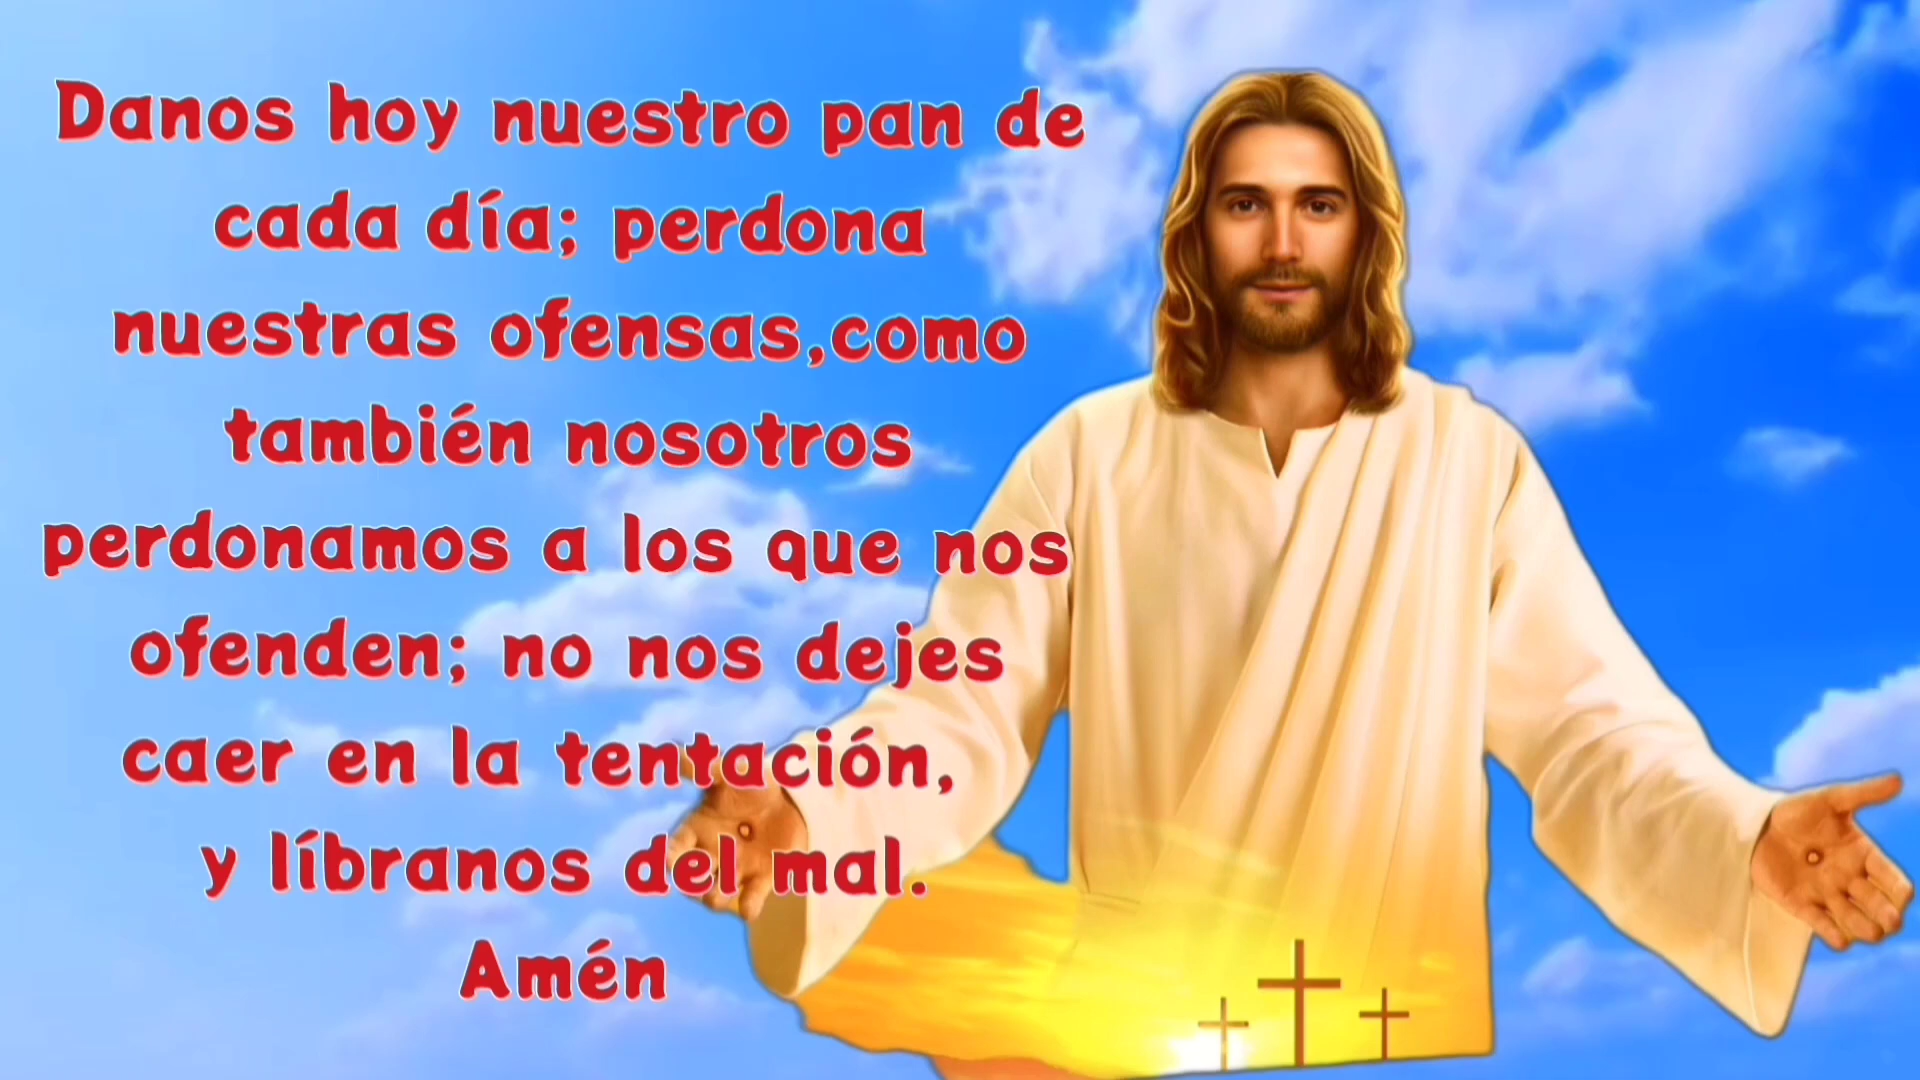 Danos hoy nuestro pan de
cada día; perdona
nuestras ofensas,como
también nosotros
perdonamos a los que nos
ofenden; no nos dejes
caer en la tentación,
y líbranos del mal.
Amén